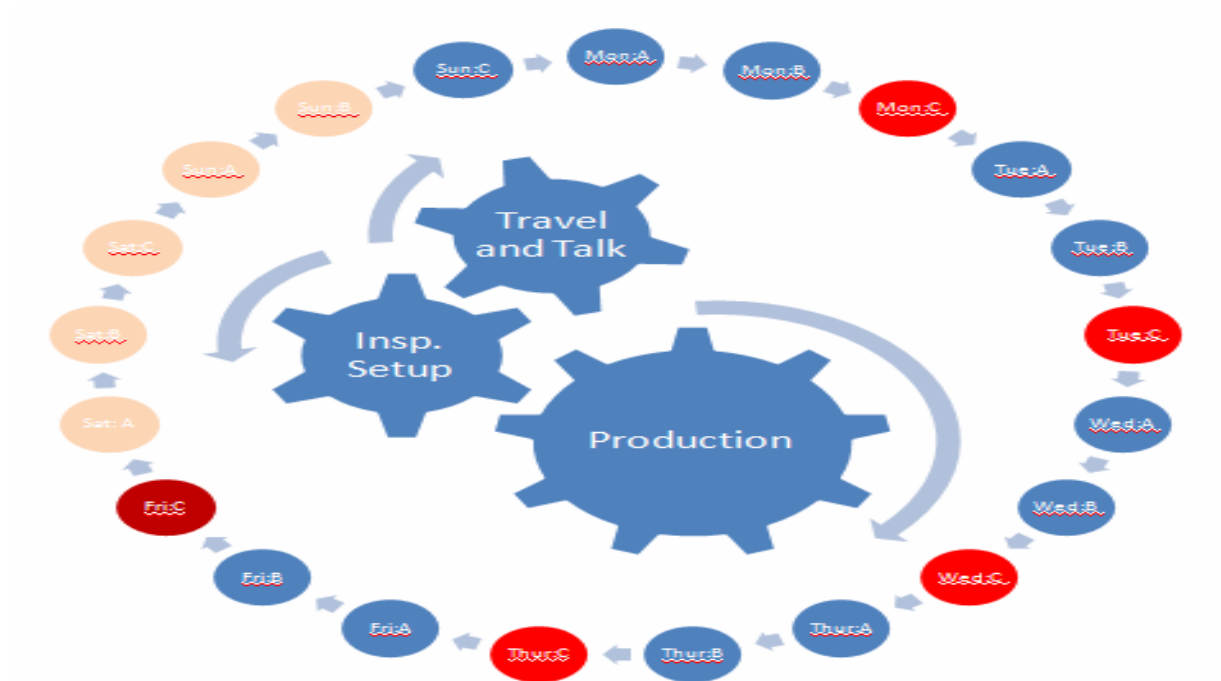 Sun:C
Mon:A
Mon:B
Mon:C
Tue:A
Tue:B
Tue:C
Wed:A
Wed:B
Wed:C
Thur:A
Thur:B
Thur:C
Fri:A
Fri:B
Fri:C
Sat: A
Sat:B
Sat:C
Sun:A
Sun:B
Travel
and Talk
Insp.
Setup
Production